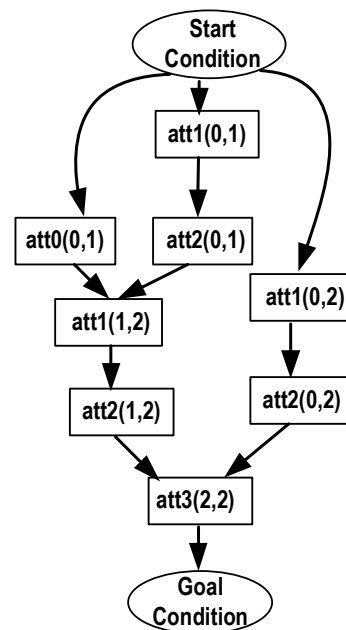 Start
Condition
att1(0,1)
att0(0,1)
att2(0,1)
att1(0,2)
att1(1,2)
att2(1,2)
att2(0,2)
att3(2,2)
Goal
Condition